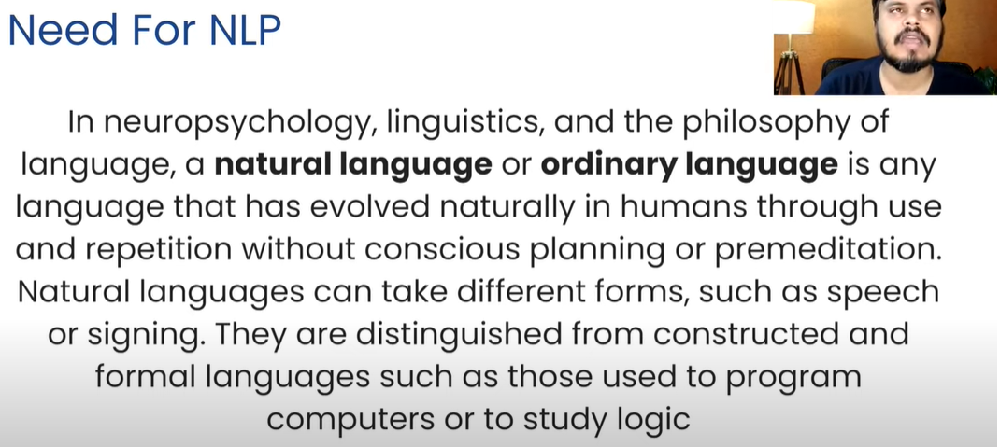 Need For NLP
In neuropsychology, linguistics, and the philosophy of
language, a natural language or ordinary language is any
language that has evolved naturally in humans through use
and repetition without conscious planning or premeditation.
Natural languages can take different forms, such as speech
or signing. They are distinguished from constructed and
formal languages such as those used to program
computers or to study logic